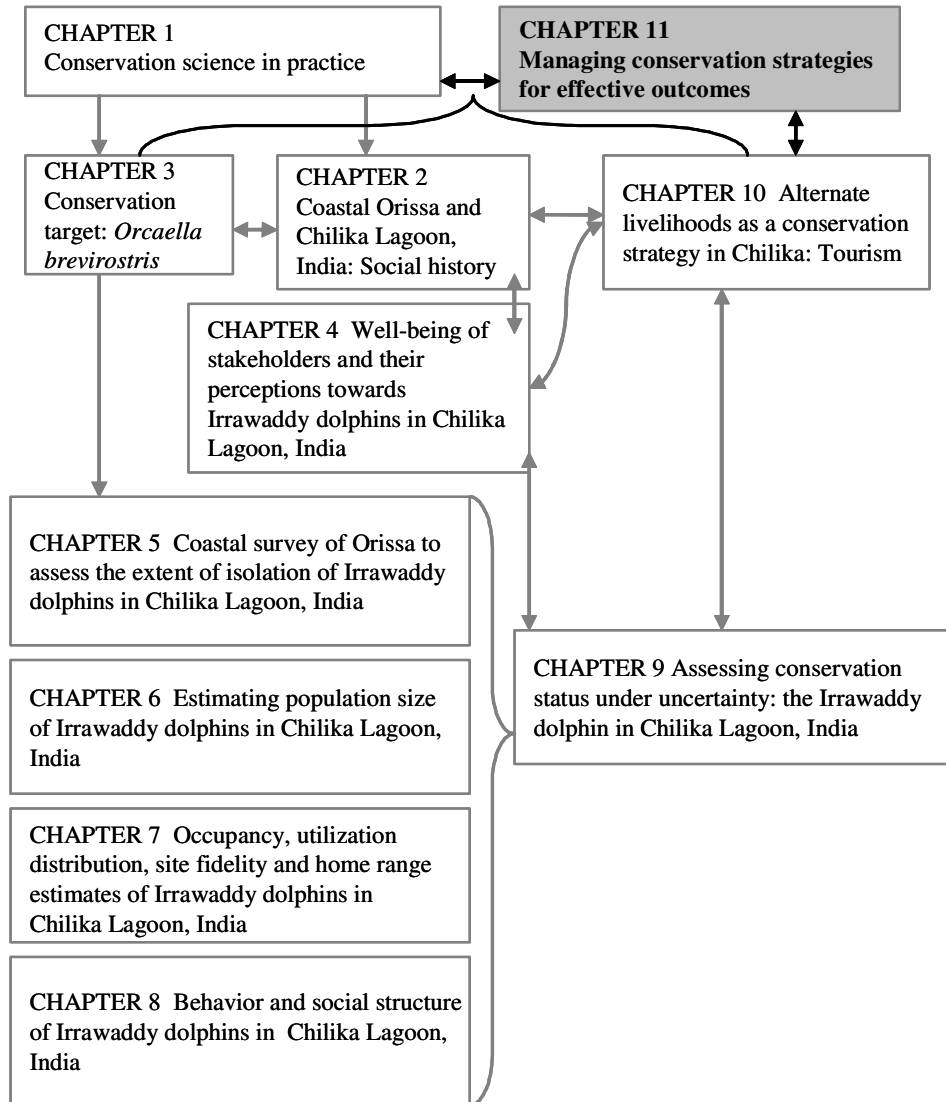 CHAPTER 1
Conservation science in practice
CHAPTER 11
Managing conservation strategies
for effective outcomes
CHAPTER 3
Conservation
target: Orcaella
brevirostris
CHAPTER 2
Coastal Orissa and
Chilika Lagoon,
India: Social history
CHAPTER 10 Alternate
livelihoods as a conservation
strategy in Chilika: Tourism
CHAPTER 4 Well-being of
stakeholders and their
perceptions towards
Irrawaddy dolphins in Chilika
Lagoon, India
CHAPTER 5 Coastal survey of Orissa to
assess the extent of isolation of Irrawaddy
dolphins in Chilika Lagoon, India
CHAPTER 6 Estimating population size
of Irrawaddy dolphins in Chilika Lagoon,
India
CHAPTER 7 Occupancy, utilization
distribution, site fidelity and home range
estimates of Irrawaddy dolphins in
Chilika Lagoon, India
CHAPTER 8 Behavior and social structure
of Irrawaddy dolphins in Chilika Lagoon,
India
CHAPTER 9 Assessing conservation
status under uncertainty: the Irrawaddy
dolphin in Chilika Lagoon, India